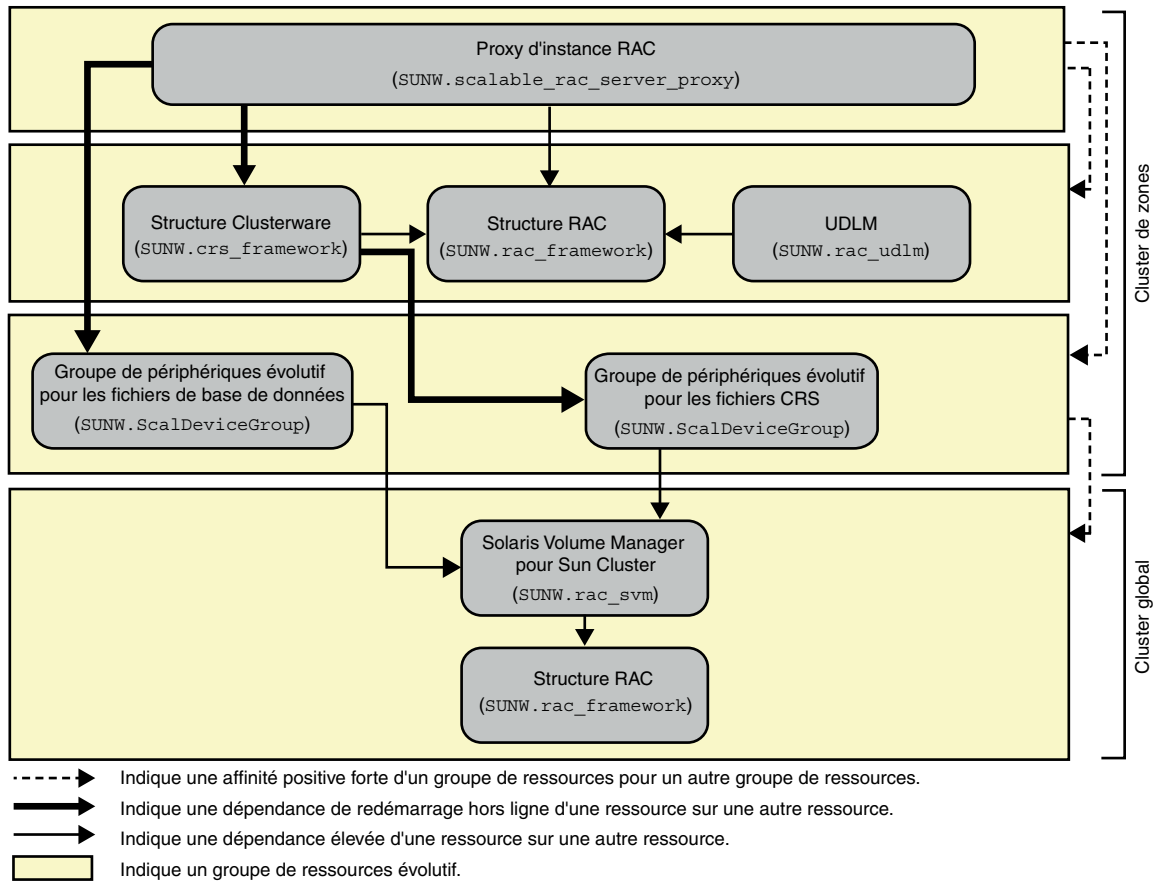 Proxy d'instance RAC
(SUNW.scalable_rac_server_proxy)
Structure Clusterware
(SUNW.crs_framework)
Structure RAC
(SUNW.rac_framework)
UDLM
(SUNW.rac_udlm)
Cluster de zones
Groupe de périphériques évolutif
pour les fichiers de base de données
(SUNW.ScalDeviceGroup)
Groupe de périphériques évolutif
pour les fichiers CRS
(SUNW.ScalDeviceGroup)
Solaris Volume Manager
pour Sun Cluster
(SUNW.rac_svm)
Structure RAC
(SUNW.rac_framework)
Cluster global
Indique une affinité positive forte d'un groupe de ressources pour un autre groupe de ressources.
Indique une dépendance de redémarrage hors ligne d'une ressource sur une autre ressource.
Indique une dépendance élevée d'une ressource sur une autre ressource.
Indique un groupe de ressources évolutif.